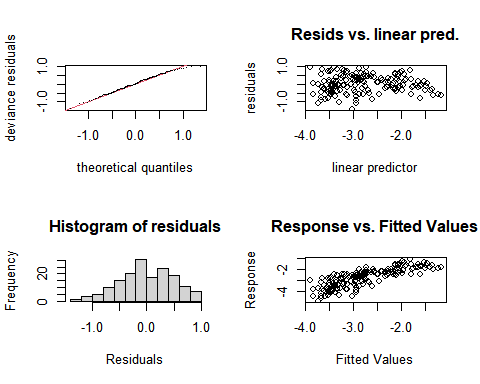 deviance residuals
-1.0 1.0
-1.0 0.0 1.0
theoretical quantiles
Resids vs. linear pred.
residuals
-1.0 1.0
-4.0 -3.0 -2.0
linear predictor
Histogram of residuals
Frequency
0 20
-1.0 0.0 1.0
Residuals
Response vs. Fitted Values
Response
-4 -2
-4.0 -3.0 -2.0
Fitted Values